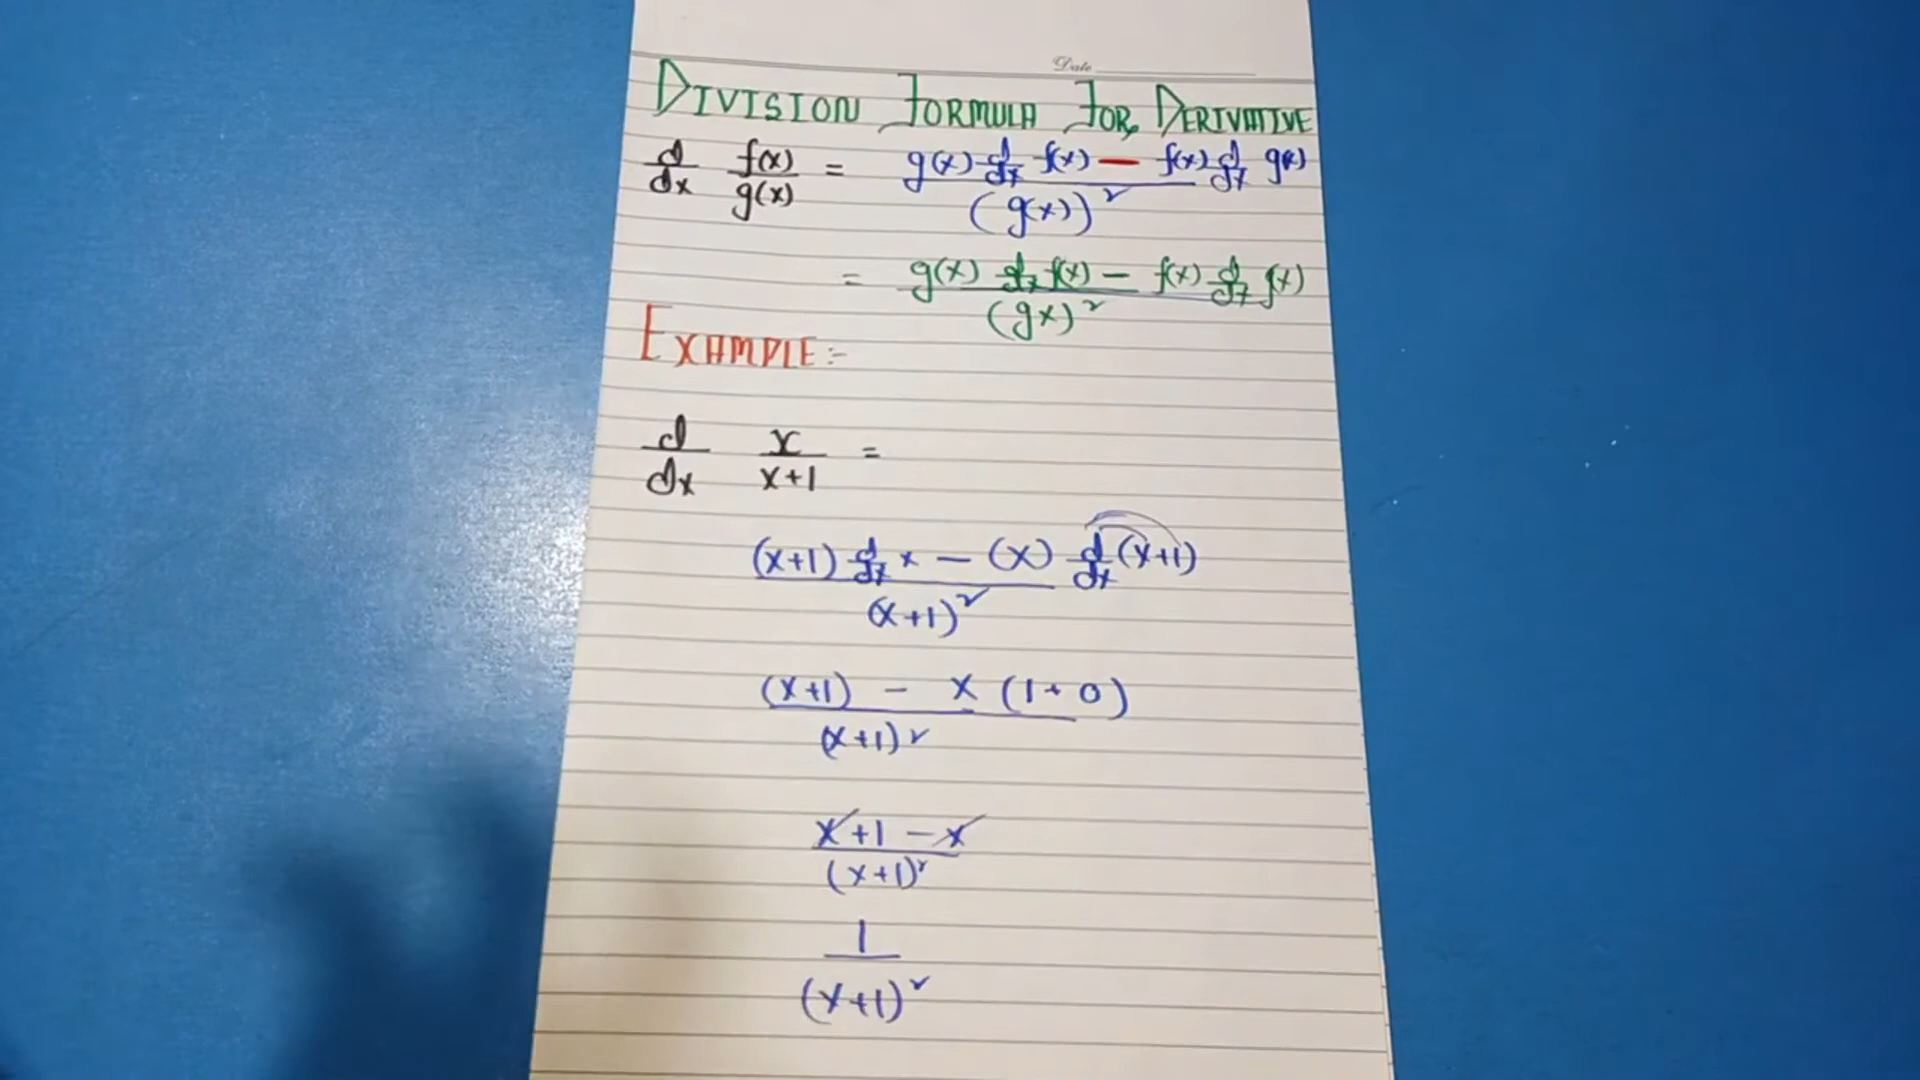 Date
DIVISION FORMULA FOR DERIVATIVE
d/dx f(x)/g(x) = g(x) d/dx f(x) − f(x) d/dx g(x) / (g(x))²
= g(x) d/dx f(x) − f(x) d/dx f(x) / (gx)²
EXAMPLE:-
d/dx x/x+1 =
(x+1) d/dx x − (x) d/dx (x+1) / (x+1)²
(x+1) − x (1+0) / (x+1)²
x+1 − x / (x+1)²
1 / (x+1)²